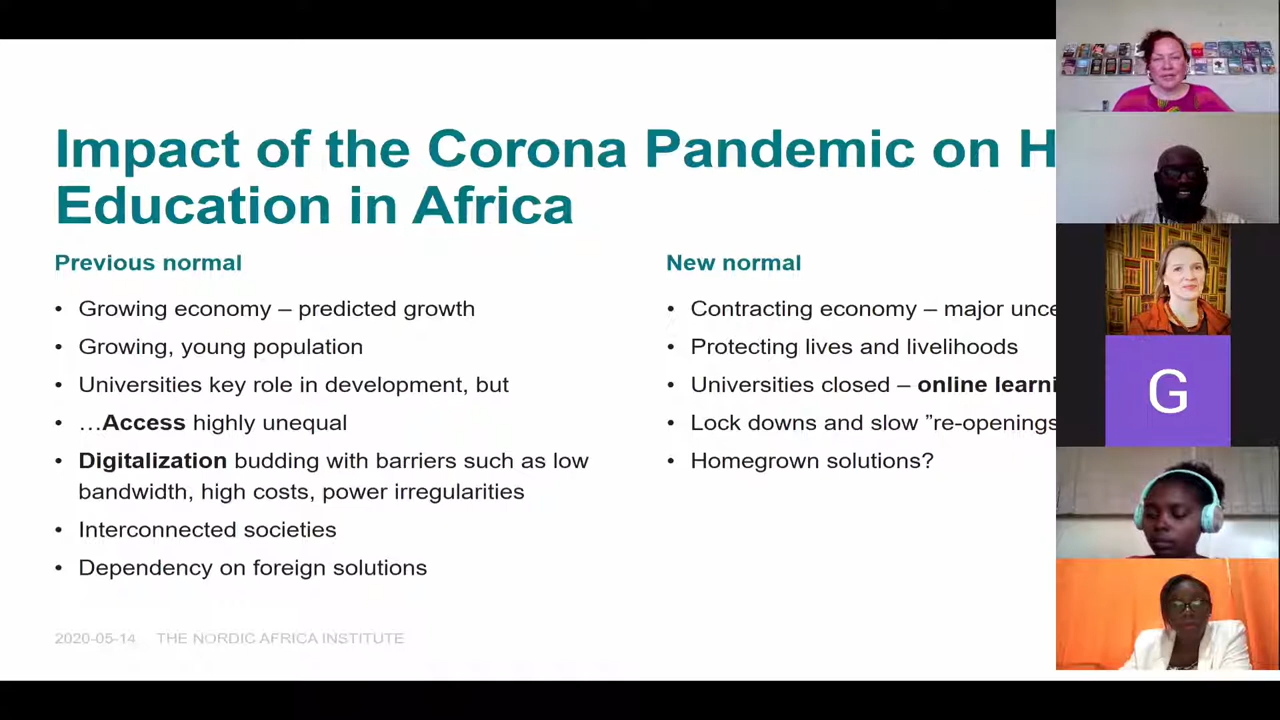 Impact of the Corona Pandemic on H
Education in Africa
Previous normal
• Growing economy – predicted growth
• Growing, young population
• Universities key role in development, but
• …Access highly unequal
• Digitalization budding with barriers such as low
bandwidth, high costs, power irregularities
• Interconnected societies
• Dependency on foreign solutions
New normal
• Contracting economy – major unce
• Protecting lives and livelihoods
• Universities closed – online learni
• Lock downs and slow ”re-openings
• Homegrown solutions?
2020-05-14 THE NORDIC AFRICA INSTITUTE
G